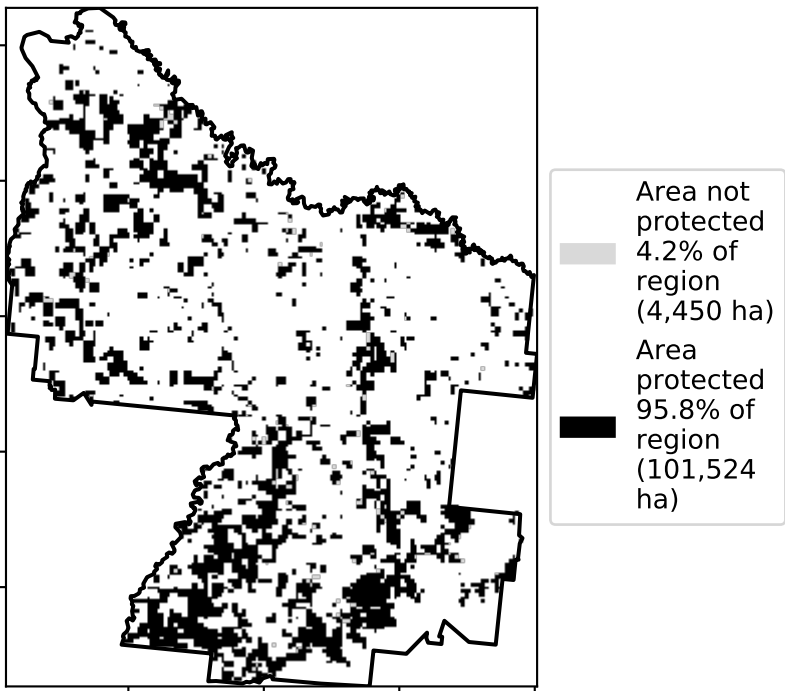 Area not
protected
4.2% of
region
(4,450 ha)
Area
protected
95.8% of
region
(101,524
ha)